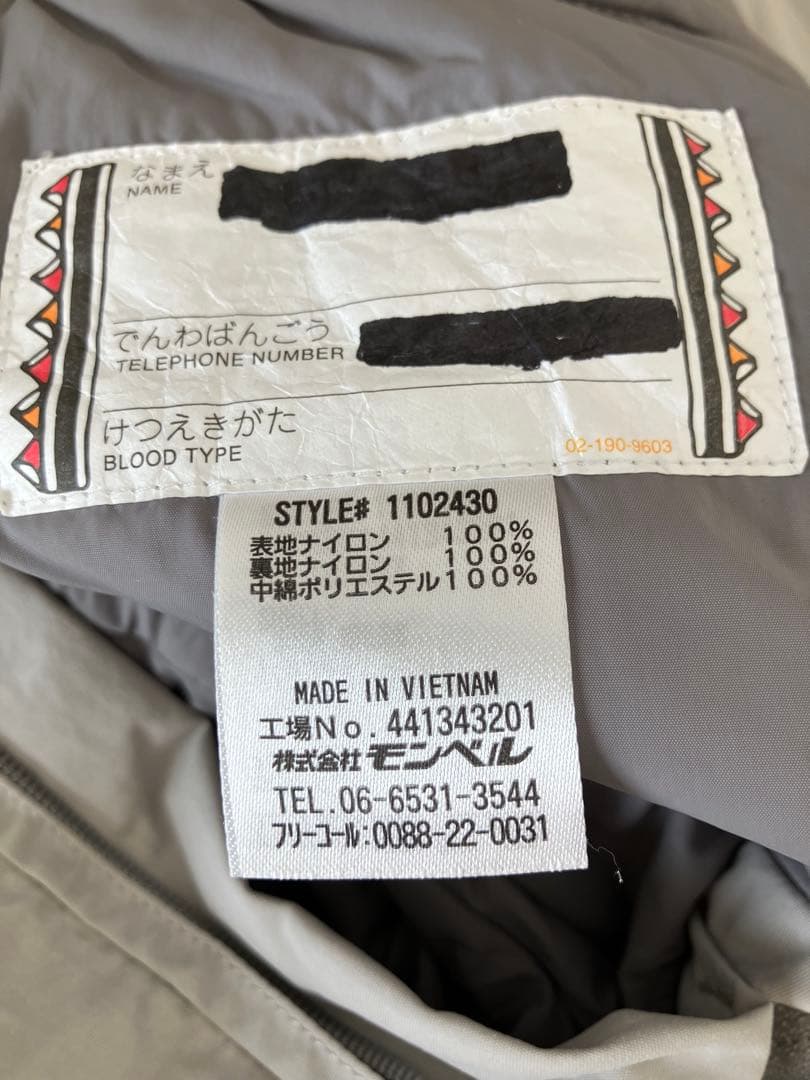 なまえ
NAME
でんわばんごう
TELEPHONE NUMBER
けつえきがた
BLOOD TYPE
02-190-9603
STYLE# 1102430
表地ナイロン 100%
裏地ナイロン 100%
中綿ポリエステル100%
MADE IN VIETNAM
工場No.441343201
株式会社モンベル
TEL.06-6531-3544
フリーコール:0088-22-0031